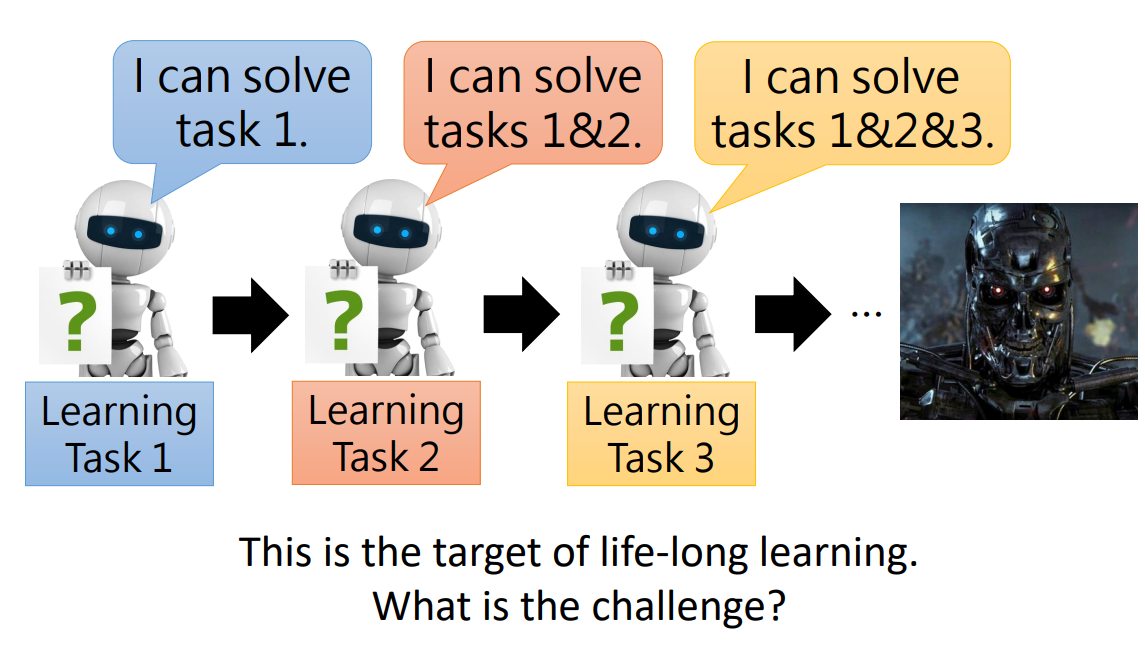 I can solve
task 1.
I can solve
tasks 1&2.
I can solve
tasks 1&2&3.
?
?
?
...
Learning
Task 1
Learning
Task 2
Learning
Task 3
This is the target of life-long learning.
What is the challenge?